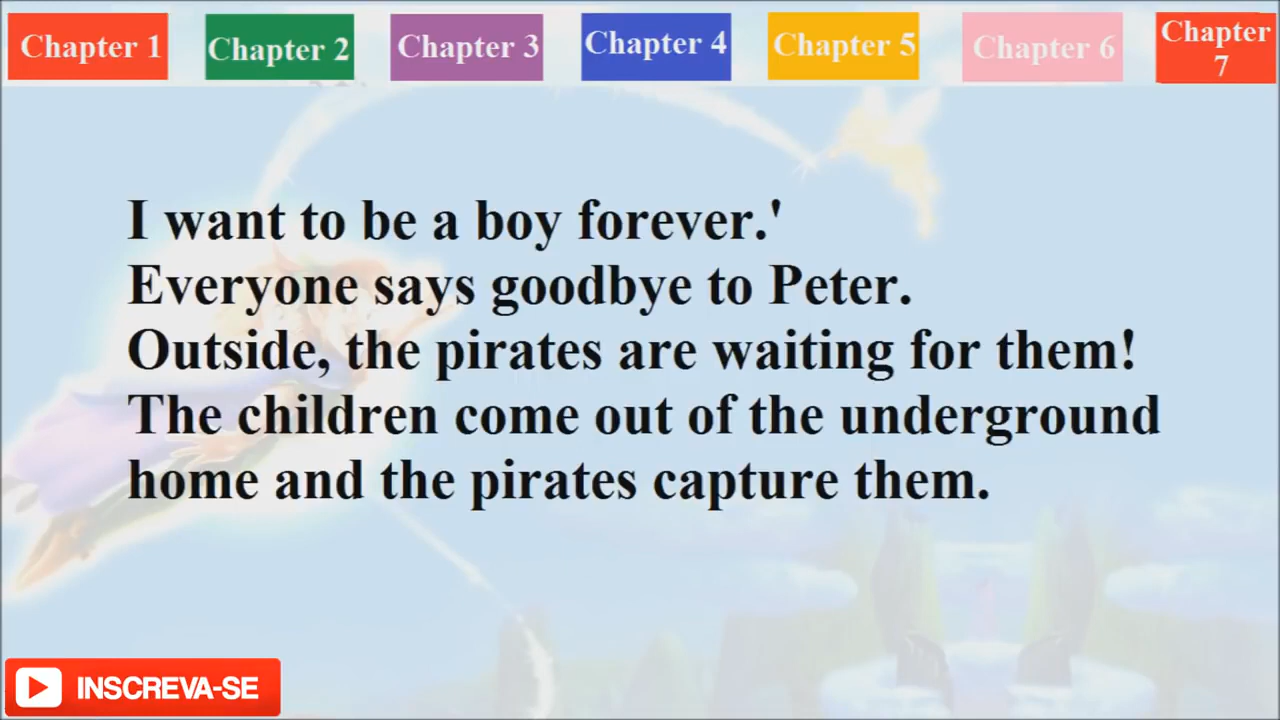 Chapter 1
Chapter 2
Chapter 3
Chapter 4
Chapter 5
Chapter 6
Chapter
7
I want to be a boy forever.'
Everyone says goodbye to Peter.
Outside, the pirates are waiting for them!
The children come out of the underground
home and the pirates capture them.
INSCREVA-SE